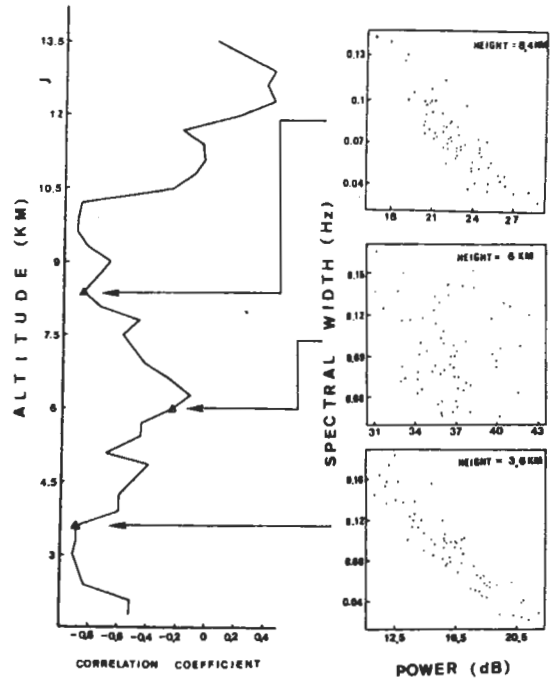 ALTITUDE (KM)
13.5
12
10.5
9
7.5
6
4.5
3
-0,8 -0,6 -0,4 -0,2 0 0,2 0,4
CORRELATION COEFFICIENT
SPECTRAL WIDTH (Hz)
HEIGHT = 8,4 KM
0.13
0.1
0.07
0.04
18 21 24 27
HEIGHT = 6 KM
0.15
31 34 37 40 43
HEIGHT = 3,6 KM
0.16
0.12
0.08
0.04
12,5 16,5 20,5
POWER (dB)